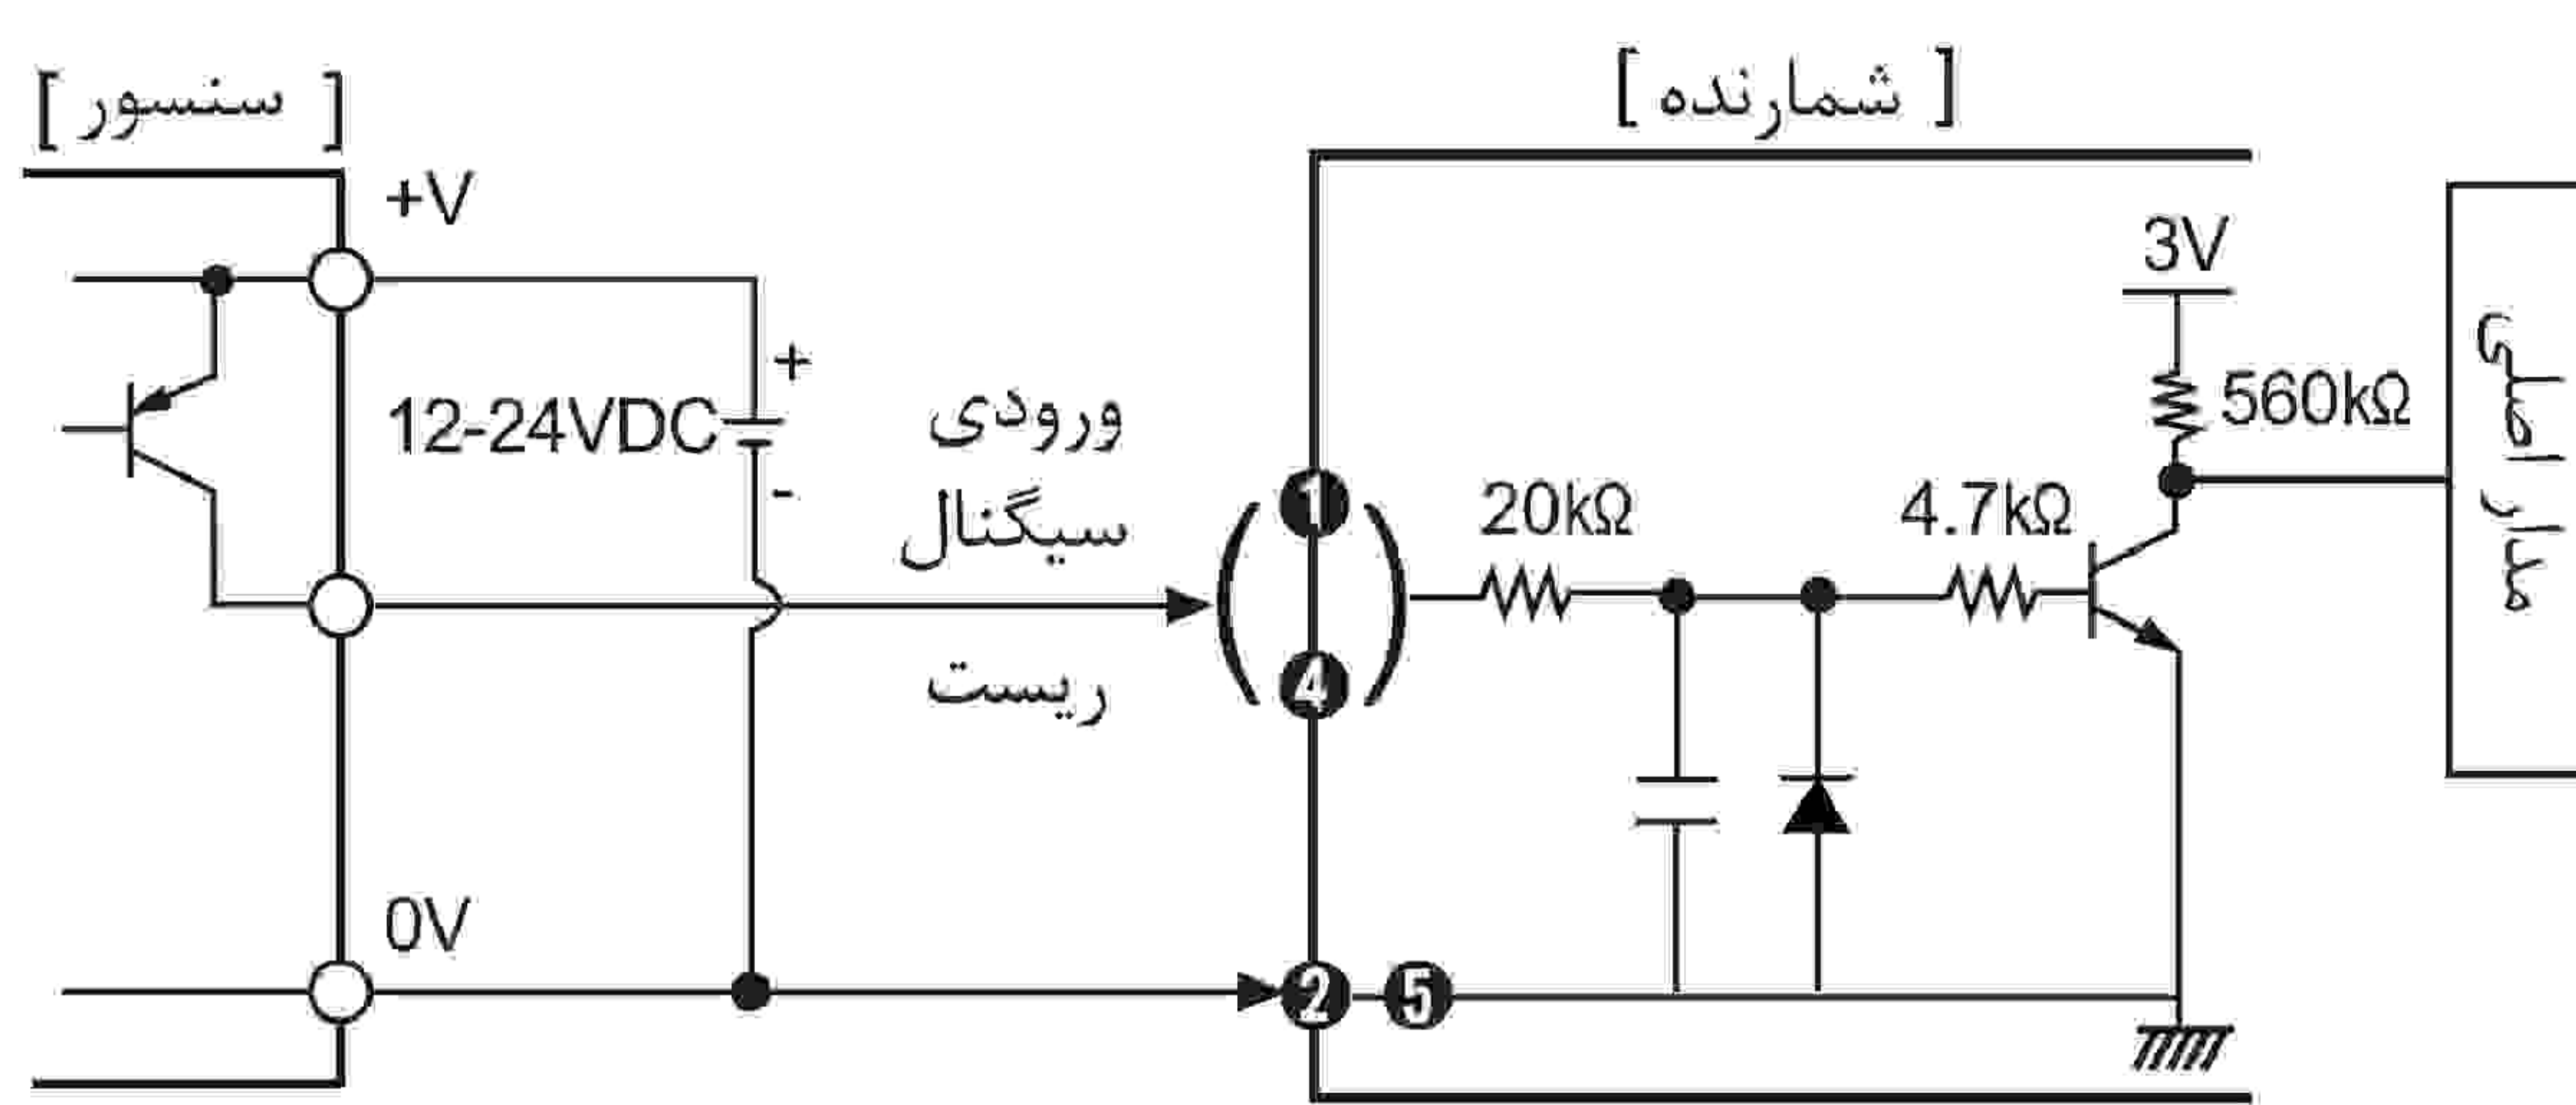 [ سنسور ]
[ شمارنده ]
+V
3V
+
12-24VDC
-
560kΩ
ورودی
سیگنال
ریست
1
4
20kΩ
4.7kΩ
مدار اصلی
0V
2
5